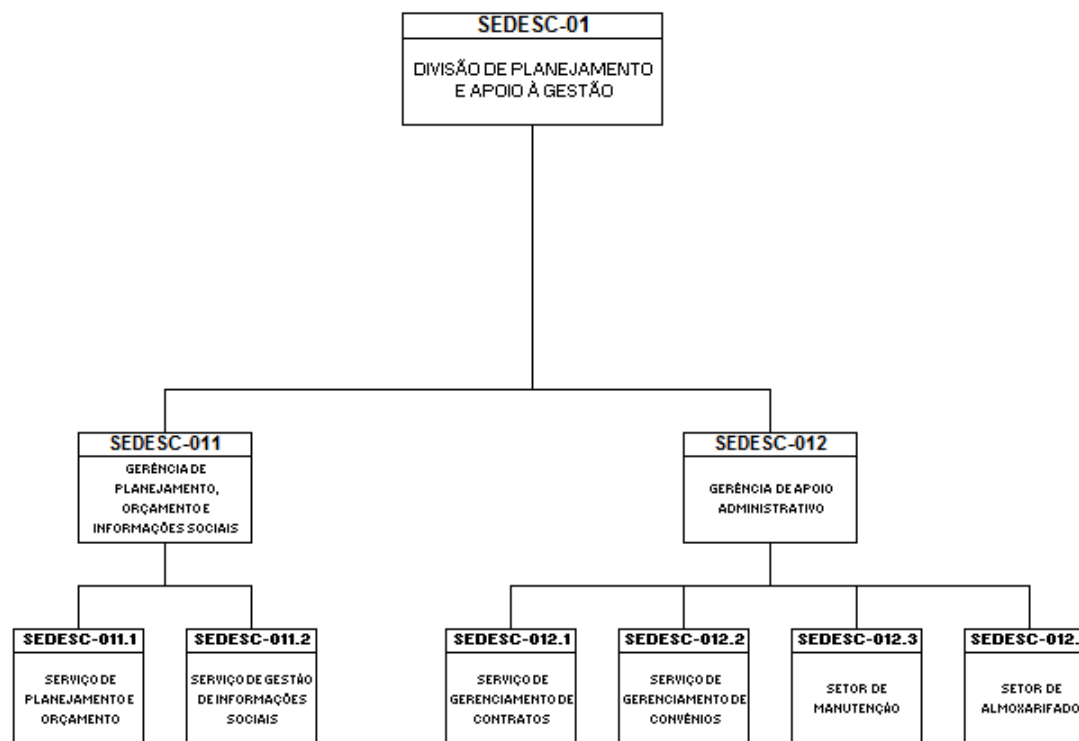 SEDESC-01
DIVISÃO DE PLANEJAMENTO
E APOIO À GESTÃO
SEDESC-011
GERÊNCIA DE
PLANEJAMENTO,
ORÇAMENTO E
INFORMAÇÕES SOCIAIS
SEDESC-012
GERÊNCIA DE APOIO
ADMINISTRATIVO
SEDESC-011.1
SERVIÇO DE
PLANEJAMENTO E
ORÇAMENTO
SEDESC-011.2
SERVIÇO DE GESTÃO
DE INFORMAÇÕES
SOCIAIS
SEDESC-012.1
SERVIÇO DE
GERENCIAMENTO DE
CONTRATOS
SEDESC-012.2
SERVIÇO DE
GERENCIAMENTO DE
CONVÊNIOS
SEDESC-012.3
SETOR DE
MANUTENÇÃO
SEDESC-012.
SETOR DE
ALMOXARIFADO